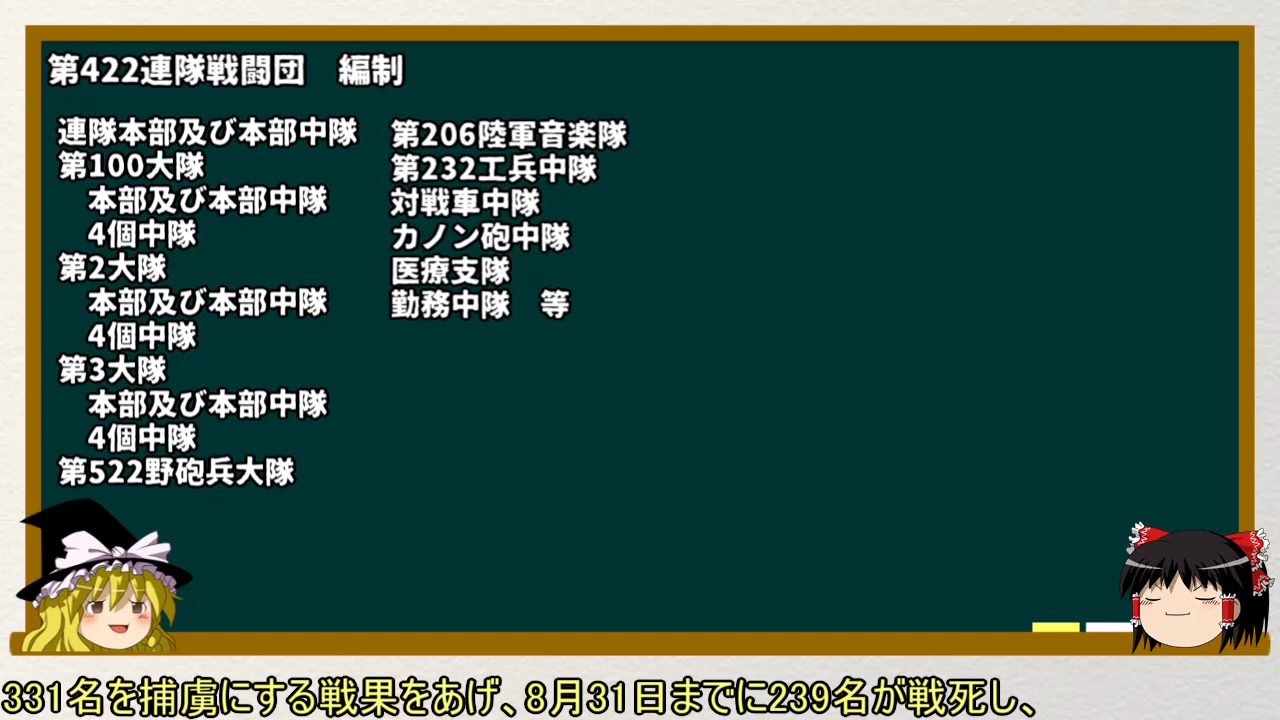 第422連隊戦闘団　編制
連隊本部及び本部中隊
第100大隊
本部及び本部中隊
4個中隊
第2大隊
本部及び本部中隊
4個中隊
第3大隊
本部及び本部中隊
4個中隊
第522野砲兵大隊
第206陸軍音楽隊
第232工兵中隊
対戦車中隊
カノン砲中隊
医療支隊
勤務中隊　等
331名を捕虜にする戦果をあげ、8月31日までに239名が戦死し、